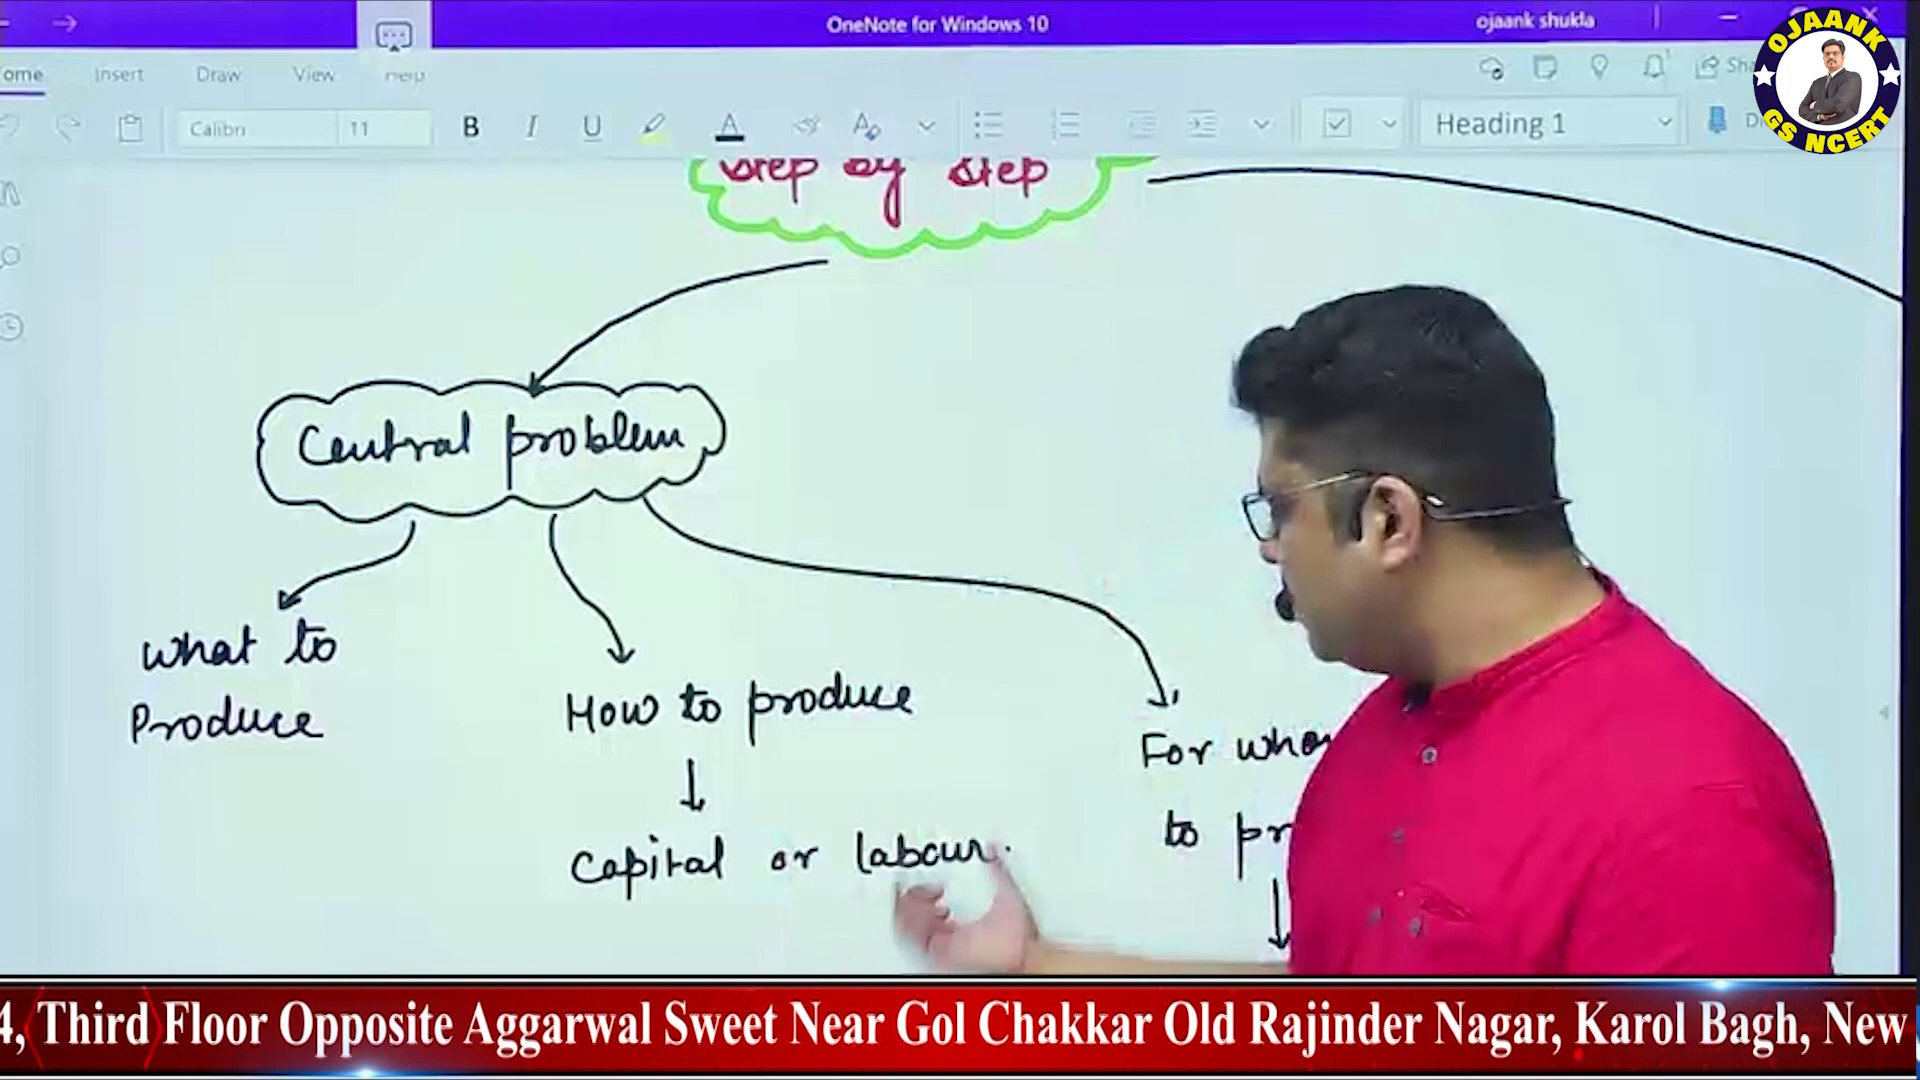 OneNote for Windows 10
ojaank shukla
ome
Insert
Draw
View
Help
Calibri
11
B
I
U
A
Heading 1
OJAANK
GS NCERT
step by step
Central problem
What to
Produce
How to produce
Capital or labour.
For
to
4, Third Floor Opposite Aggarwal Sweet Near Gol Chakkar Old Rajinder Nagar, Karol Bagh, New